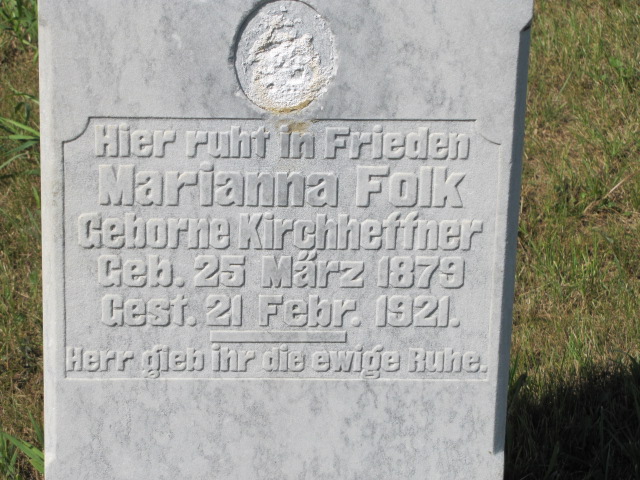 Hier ruht in Frieden
Marianna Folk
Geborne Kirchheffner
Geb. 25 März 1879
Gest. 21 Febr. 1921.
Herr gieb ihr die ewige Ruhe.